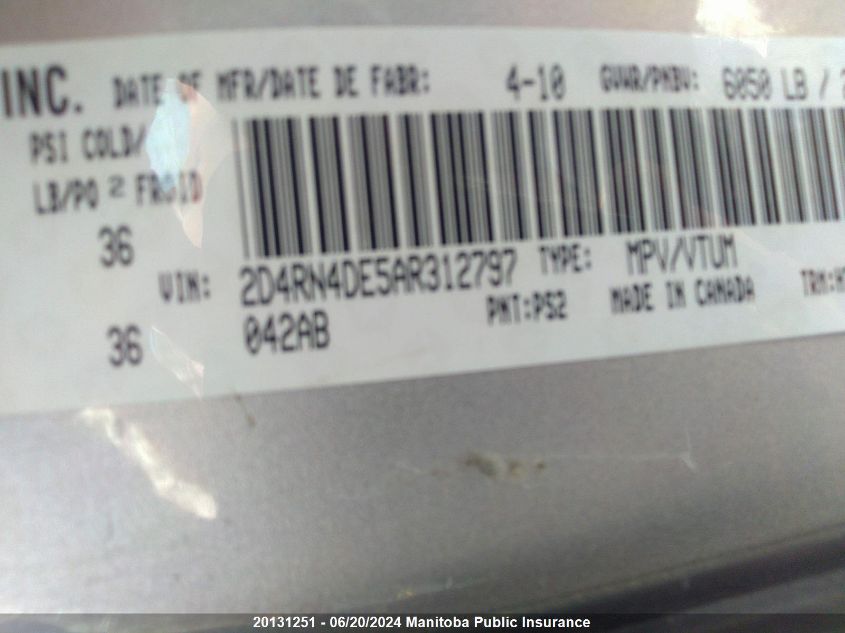 INC. DATE OF MFR/DATE DE FABR: 4-10 GVWR/PNBV: 6050 LB /
PSI COLD/
LB/PO 2 FROID
36
VIN: 2D4RN4DE5AR312797 TYPE: MPV/VTUM
PNT:PS2 MADE IN CANADA TRM:
36 042AB
20131251 - 06/20/2024 Manitoba Public Insurance